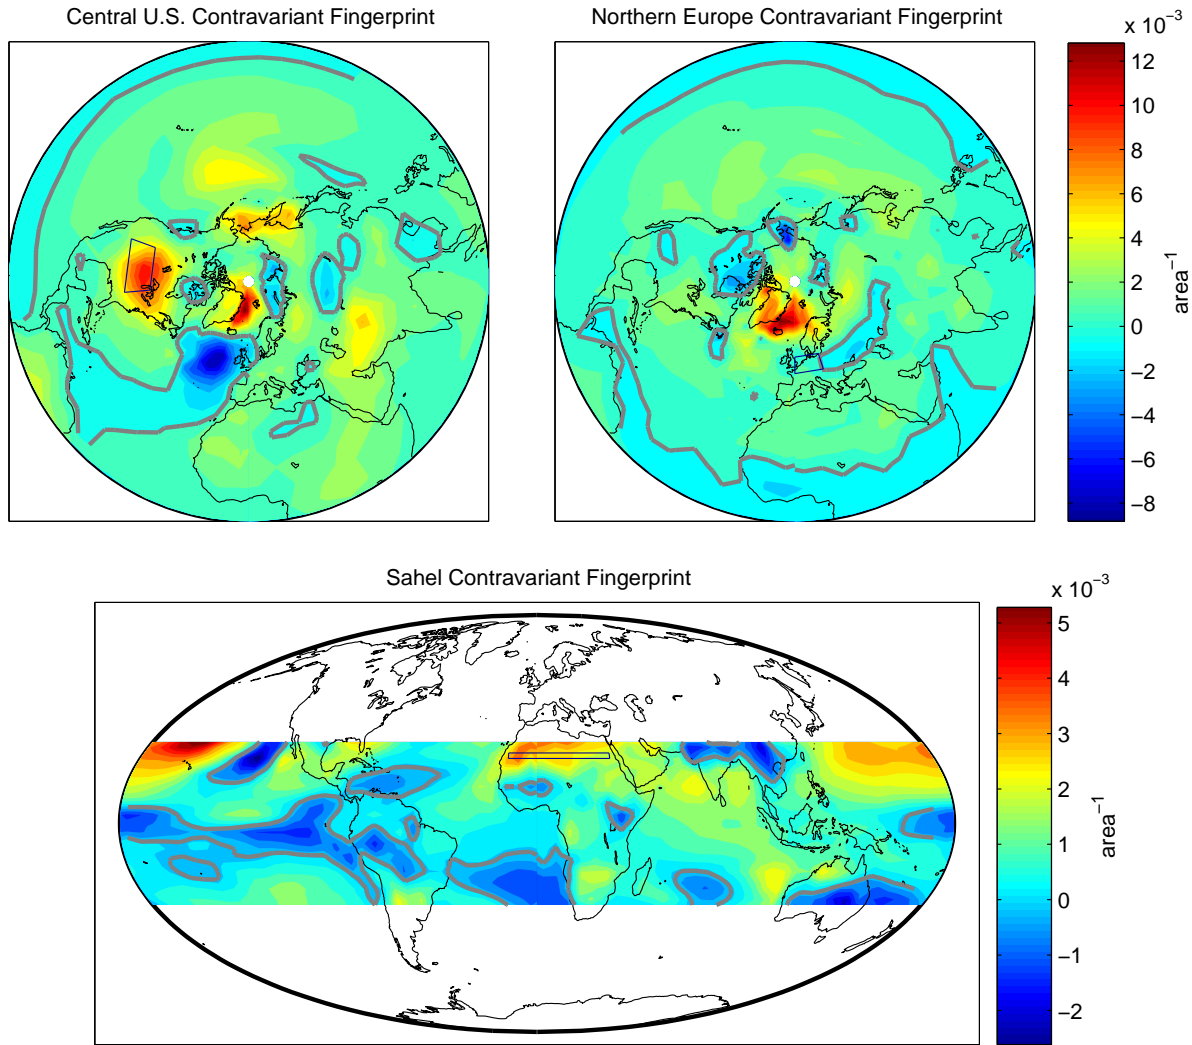 Central U.S. Contravariant Fingerprint
Northern Europe Contravariant Fingerprint
x 10−3
12
10
8
6
4
2
0
−2
−4
−6
−8
area−1
Sahel Contravariant Fingerprint
x 10−3
5
4
3
2
1
0
−1
−2
area−1